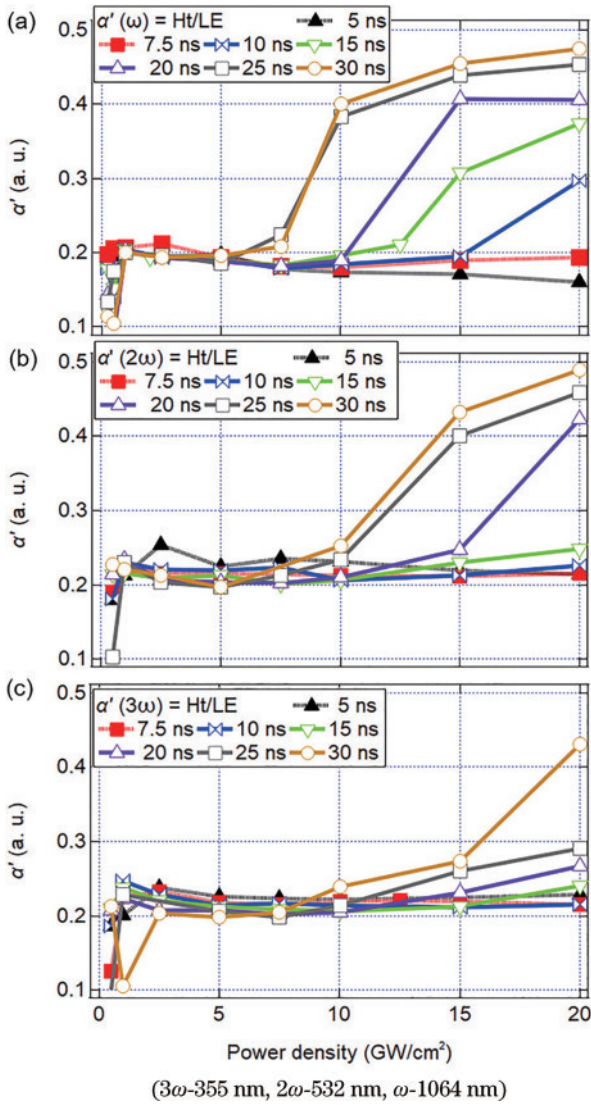 (a)
α′ (ω) = Ht/LE 5 ns
7.5 ns 10 ns 15 ns
20 ns 25 ns 30 ns
0.5
0.4
0.3
0.2
0.1
α′ (a. u.)
(b)
α′ (2ω) = Ht/LE 5 ns
7.5 ns 10 ns 15 ns
20 ns 25 ns 30 ns
0.5
0.4
0.3
0.2
0.1
α′ (a. u.)
(c)
α′ (3ω) = Ht/LE 5 ns
7.5 ns 10 ns 15 ns
20 ns 25 ns 30 ns
0.5
0.4
0.3
0.2
0.1
α′ (a. u.)
0 5 10 15 20
Power density (GW/cm²)
(3ω-355 nm, 2ω-532 nm, ω-1064 nm)